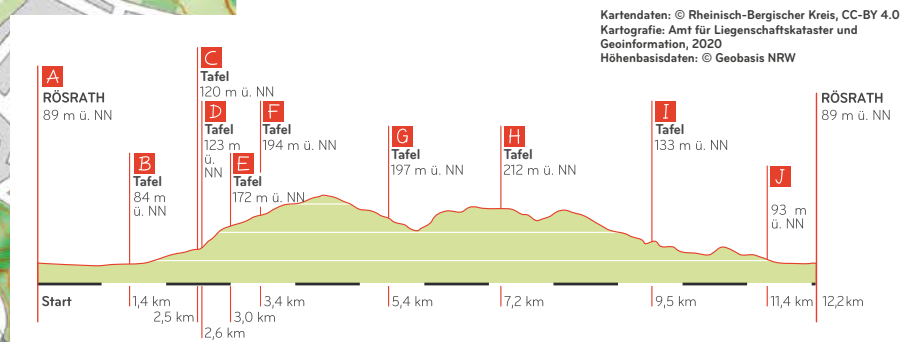 Kartendaten: © Rheinisch-Bergischer Kreis, CC-BY 4.0
Kartografie: Amt für Liegenschaftskataster und
Geoinformation, 2020
Höhenbasisdaten: © Geobasis NRW
A
RÖSRATH
89 m ü. NN
B
Tafel
84 m
ü. NN
C
Tafel
120 m ü. NN
D
Tafel
123 m
ü.
NN
E
Tafel
172 m ü. NN
F
Tafel
194 m ü. NN
G
Tafel
197 m ü. NN
H
Tafel
212 m ü. NN
I
Tafel
133 m ü. NN
J
93 m
ü. NN
RÖSRATH
89 m ü. NN
Start
1,4 km
2,5 km
2,6 km
3,0 km
3,4 km
5,4 km
7,2 km
9,5 km
11,4 km
12,2km